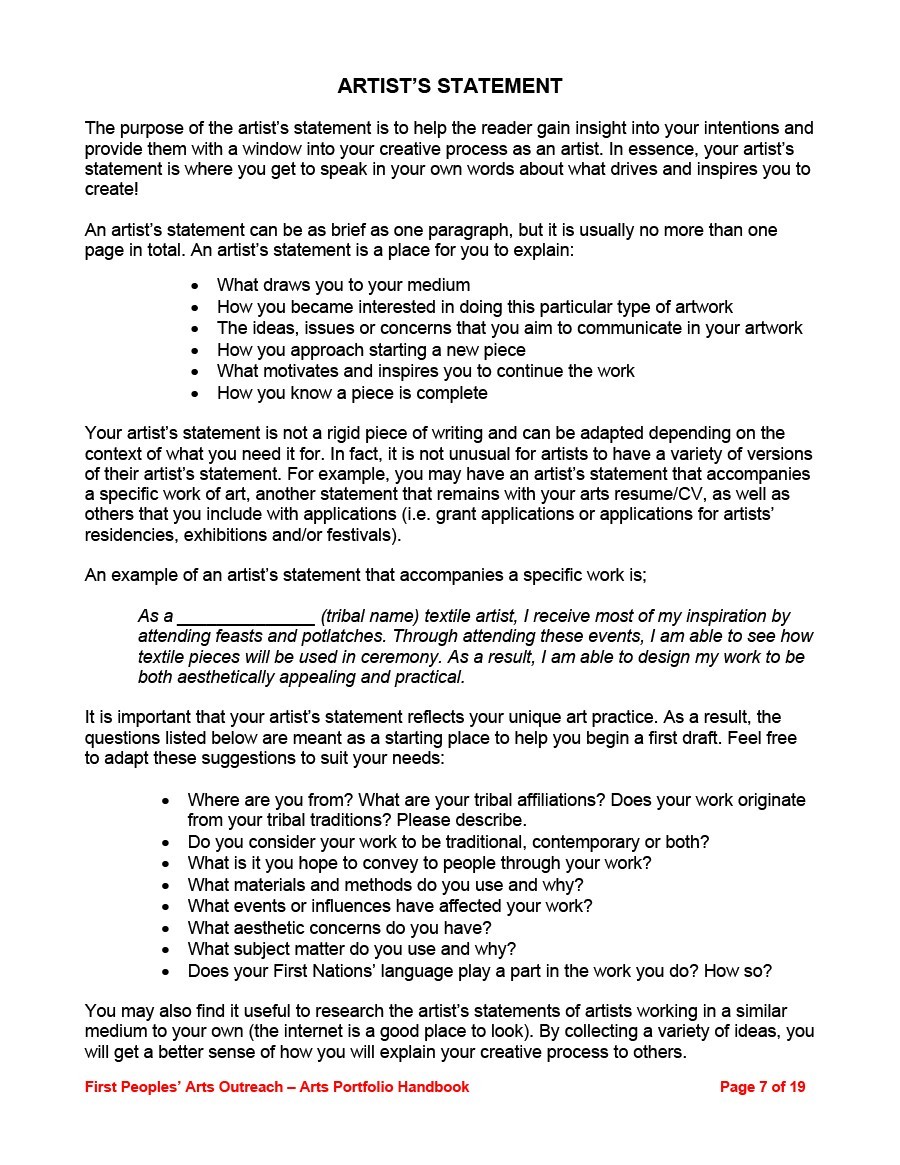 ARTIST'S STATEMENT
The purpose of the artist's statement is to help the reader gain insight into your intentions and
provide them with a window into your creative process as an artist. In essence, your artist's
statement is where you get to speak in your own words about what drives and inspires you to
create!
An artist's statement can be as brief as one paragraph, but it is usually no more than one
page in total. An artist's statement is a place for you to explain:
• What draws you to your medium
• How you became interested in doing this particular type of artwork
• The ideas, issues or concerns that you aim to communicate in your artwork
• How you approach starting a new piece
• What motivates and inspires you to continue the work
• How you know a piece is complete
Your artist's statement is not a rigid piece of writing and can be adapted depending on the
context of what you need it for. In fact, it is not unusual for artists to have a variety of versions
of their artist's statement. For example, you may have an artist's statement that accompanies
a specific work of art, another statement that remains with your arts resume/CV, as well as
others that you include with applications (i.e. grant applications or applications for artists'
residencies, exhibitions and/or festivals).
An example of an artist's statement that accompanies a specific work is;
As a _______________ (tribal name) textile artist, I receive most of my inspiration by
attending feasts and potlatches. Through attending these events, I am able to see how
textile pieces will be used in ceremony. As a result, I am able to design my work to be
both aesthetically appealing and practical.
It is important that your artist's statement reflects your unique art practice. As a result, the
questions listed below are meant as a starting place to help you begin a first draft. Feel free
to adapt these suggestions to suit your needs:
• Where are you from? What are your tribal affiliations? Does your work originate
from your tribal traditions? Please describe.
• Do you consider your work to be traditional, contemporary or both?
• What is it you hope to convey to people through your work?
• What materials and methods do you use and why?
• What events or influences have affected your work?
• What aesthetic concerns do you have?
• What subject matter do you use and why?
• Does your First Nations' language play a part in the work you do? How so?
You may also find it useful to research the artist's statements of artists working in a similar
medium to your own (the internet is a good place to look). By collecting a variety of ideas, you
will get a better sense of how you will explain your creative process to others.
First Peoples' Arts Outreach – Arts Portfolio Handbook Page 7 of 19